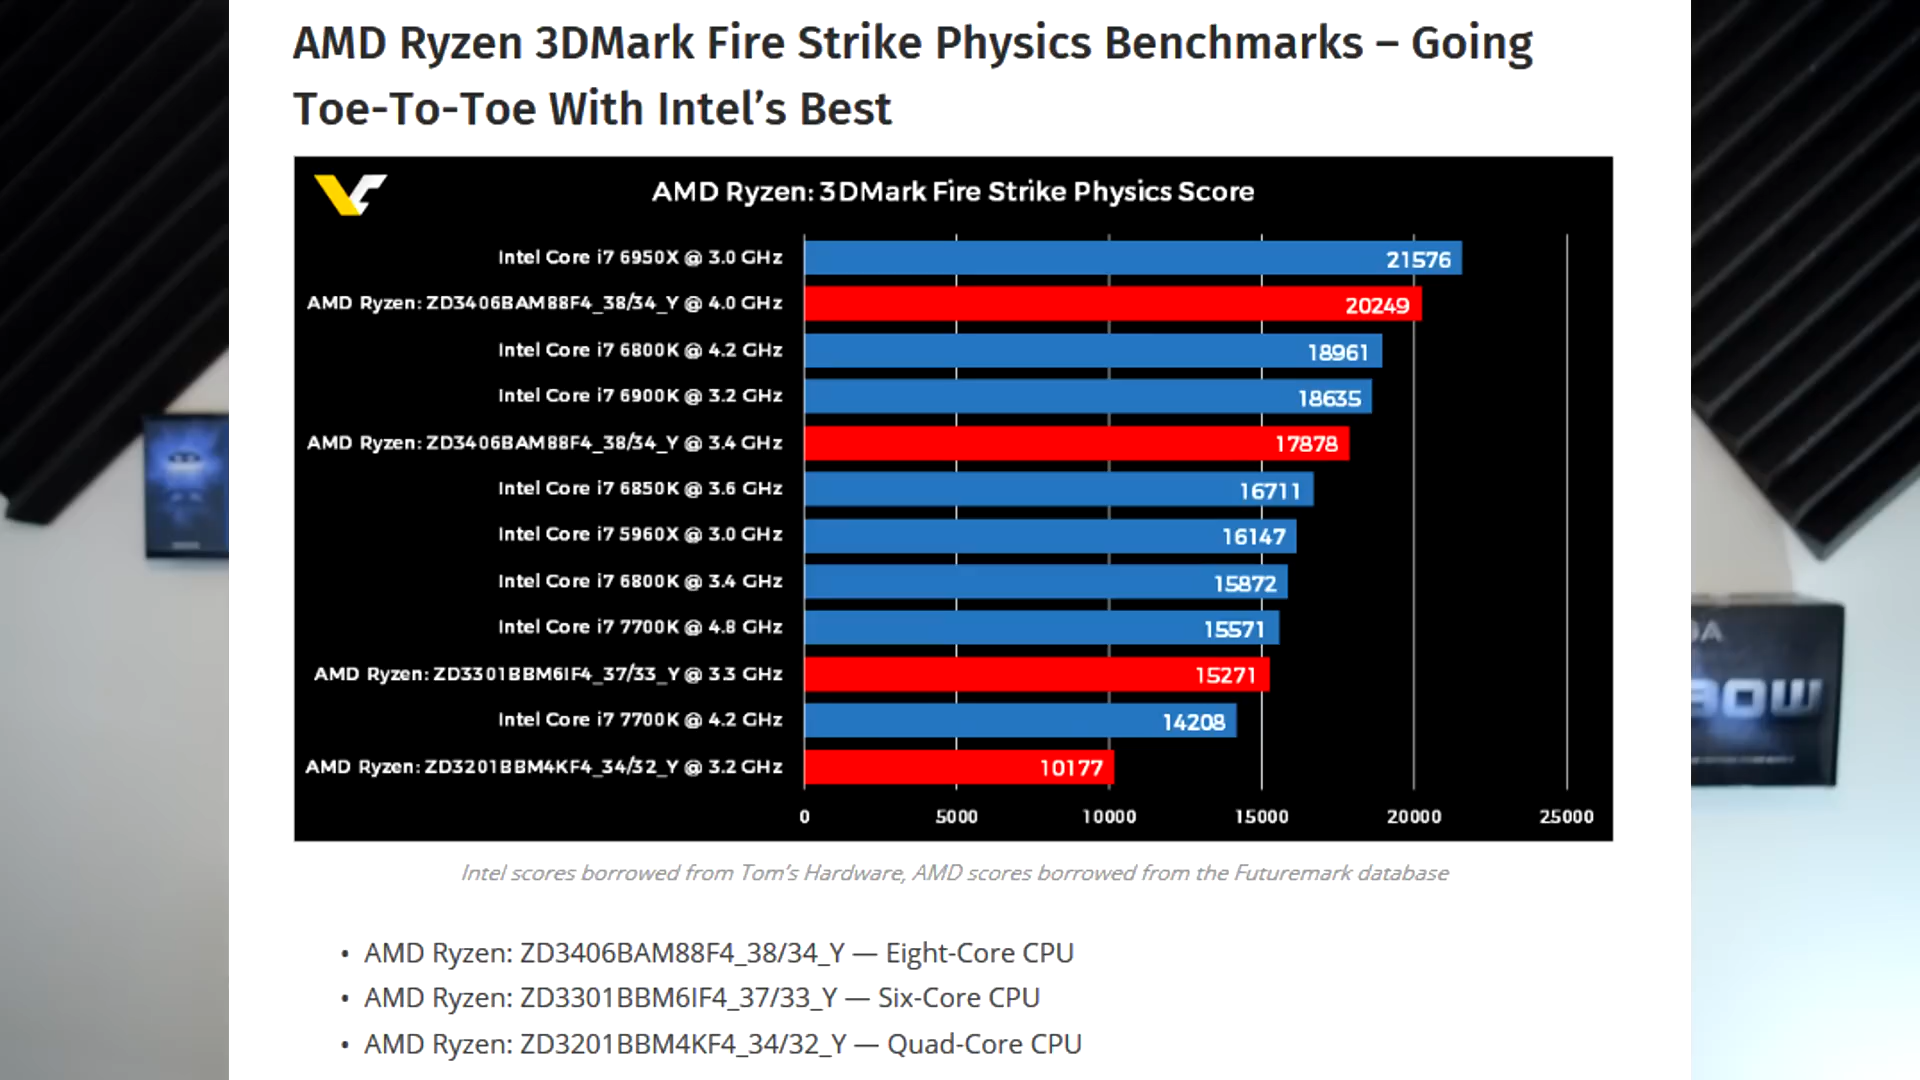 AMD Ryzen 3DMark Fire Strike Physics Benchmarks – Going
Toe-To-Toe With Intel’s Best
AMD Ryzen: 3DMark Fire Strike Physics Score
Intel Core i7 6950X @ 3.0 GHz 21576
AMD Ryzen: ZD3406BAM88F4_38/34_Y @ 4.0 GHz 20249
Intel Core i7 6800K @ 4.2 GHz 18961
Intel Core i7 6900K @ 3.2 GHz 18635
AMD Ryzen: ZD3406BAM88F4_38/34_Y @ 3.4 GHz 17878
Intel Core i7 6850K @ 3.6 GHz 16711
Intel Core i7 5960X @ 3.0 GHz 16147
Intel Core i7 6800K @ 3.4 GHz 15872
Intel Core i7 7700K @ 4.8 GHz 15571
AMD Ryzen: ZD3301BBM6IF4_37/33_Y @ 3.3 GHz 15271
Intel Core i7 7700K @ 4.2 GHz 14208
AMD Ryzen: ZD3201BBM4KF4_34/32_Y @ 3.2 GHz 10177
0 5000 10000 15000 20000 25000
Intel scores borrowed from Tom’s Hardware, AMD scores borrowed from the Futuremark database
• AMD Ryzen: ZD3406BAM88F4_38/34_Y — Eight-Core CPU
• AMD Ryzen: ZD3301BBM6IF4_37/33_Y — Six-Core CPU
• AMD Ryzen: ZD3201BBM4KF4_34/32_Y — Quad-Core CPU